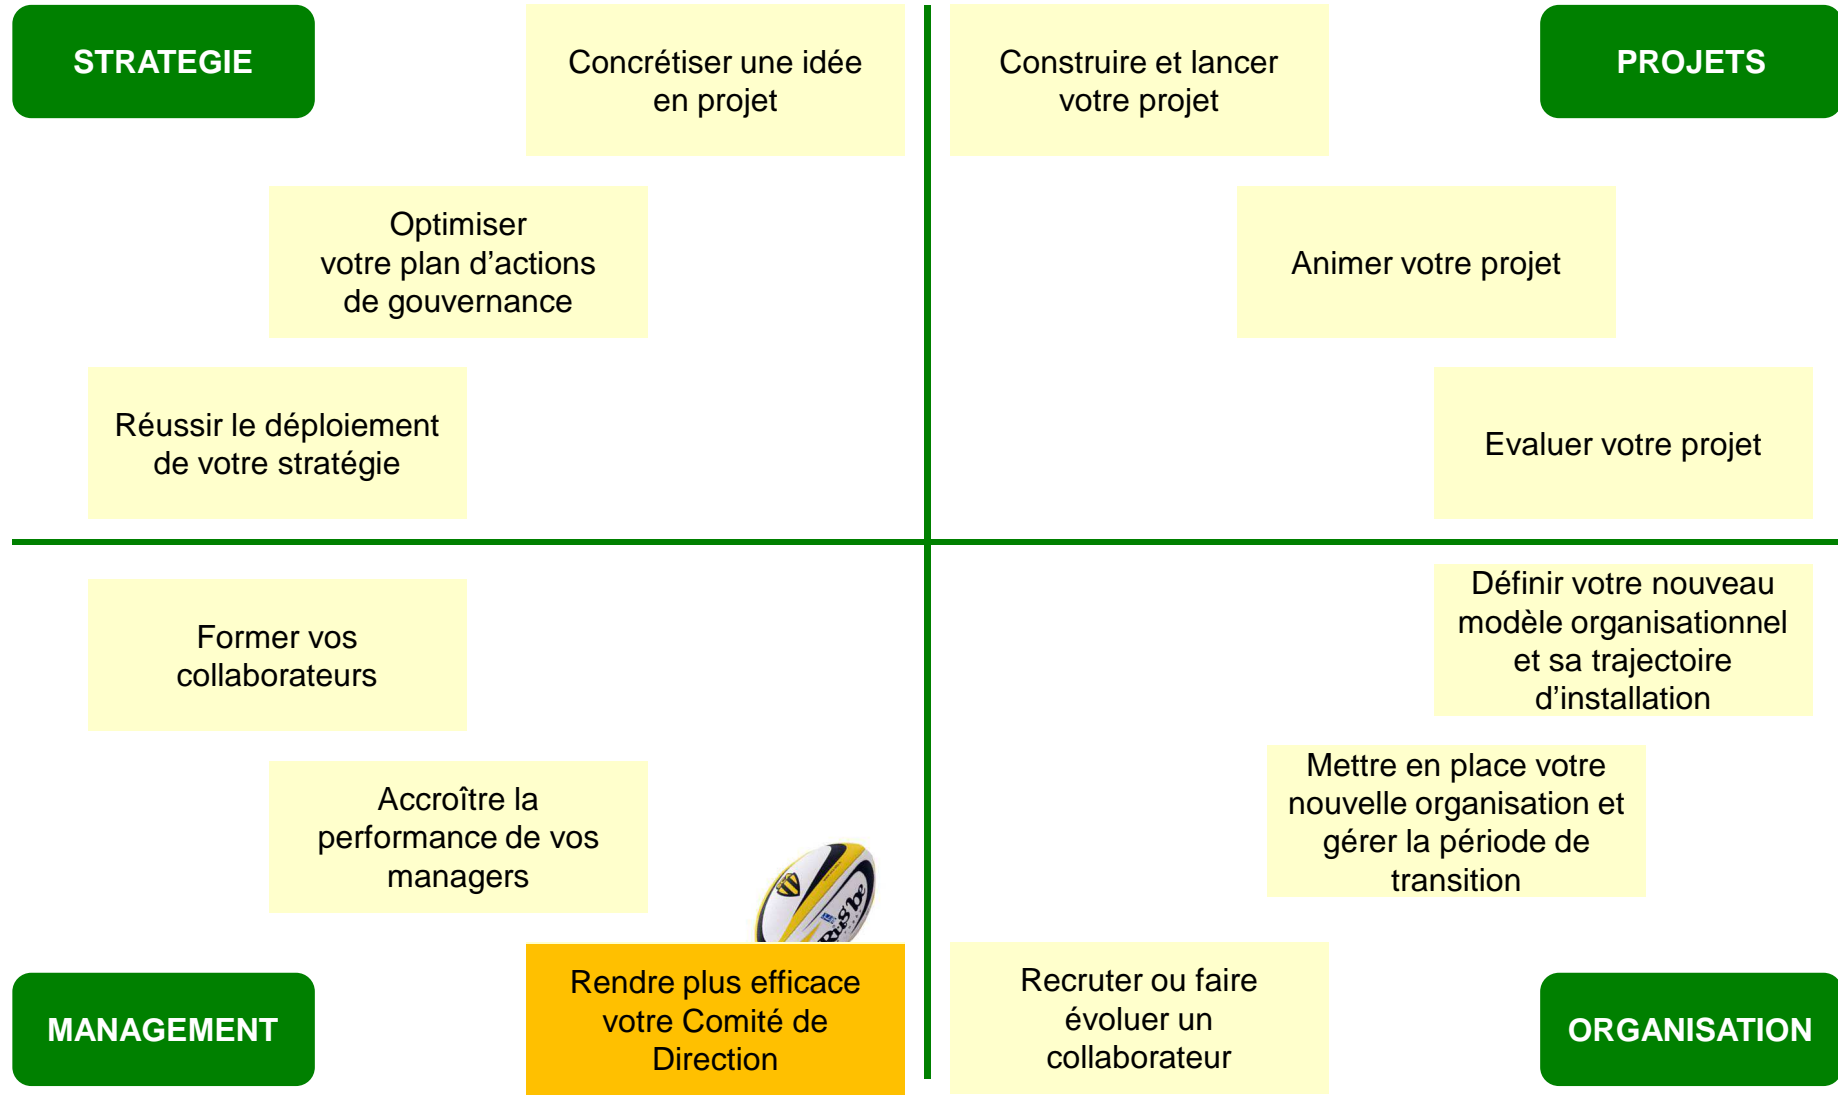 STRATEGIE
Concrétiser une idée
en projet
Optimiser
votre plan d’actions
de gouvernance
Réussir le déploiement
de votre stratégie
Construire et lancer
votre projet
PROJETS
Animer votre projet
Evaluer votre projet
Former vos
collaborateurs
Accroître la
performance de vos
managers
Rendre plus efficace
votre Comité de
Direction
MANAGEMENT
Définir votre nouveau
modèle organisationnel
et sa trajectoire
d’installation
Mettre en place votre
nouvelle organisation et
gérer la période de
transition
Recruter ou faire
évoluer un
collaborateur
ORGANISATION